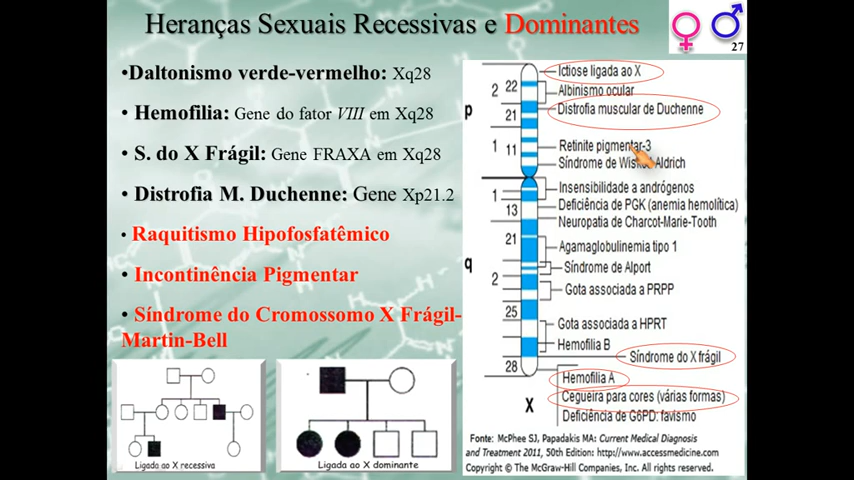 Heranças Sexuais Recessivas e Dominantes
27
•Daltonismo verde-vermelho: Xq28
• Hemofilia: Gene do fator VIII em Xq28
• S. do X Frágil: Gene FRAXA em Xq28
• Distrofia M. Duchenne: Gene Xp21.2
• Raquitismo Hipofosfatêmico
• Incontinência Pigmentar
• Síndrome do Cromossomo X Frágil-
Martin-Bell
Ligada ao X recessiva
Ligada ao X dominante
p
q
2
22
21
1
11
1
13
21
2
25
28
X
Ictiose ligada ao X
Albinismo ocular
Distrofia muscular de Duchenne
Retinite pigmentar-3
Síndrome de Aldrich
Insensibilidade a andrógenos
Deficiência de PGK (anemia hemolítica)
Neuropatia de Charcot-Marie-Tooth
Agamaglobulinemia tipo 1
Síndrome de Alport
Gota associada a PRPP
Gota associada a HPRT
Hemofilia B
Síndrome do X frágil
Hemofilia A
Cegueira para cores (várias formas)
Deficiência de G6PD: favismo
Fonte: McPhee SJ, Papadakis MA: Current Medical Diagnosis
and Treatment 2011, 50th Edition: http://www.accessmedicine.com
Copyright © The McGraw-Hill Companies, Inc. All rights reserved.